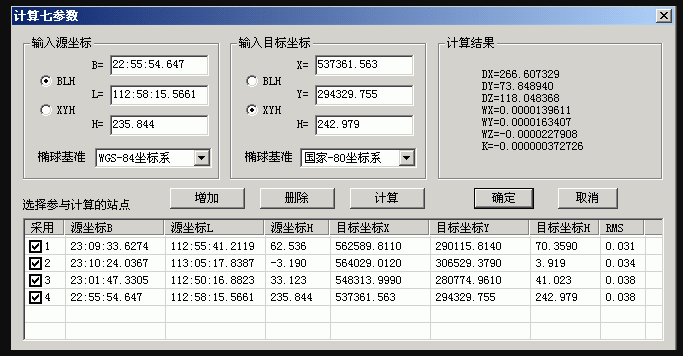 计算七参数
输入源坐标
B= 22:55:54.647
BLH
L= 112:58:15.5661
XYH
H= 235.844
椭球基准 WGS-84坐标系
输入目标坐标
X= 537361.563
BLH
Y= 294329.755
XYH
H= 242.979
椭球基准 国家-80坐标系
计算结果
DX=266.607329
DY=73.848940
DZ=118.048368
WX=0.0000139611
WY=0.0000163407
WZ=-0.0000227908
K=-0.000000372726
选择参与计算的站点 增加 删除 计算 确定 取消
采用 源坐标B 源坐标L 源坐标H 目标坐标X 目标坐标Y 目标坐标H RMS
1 23:09:33.6274 112:55:41.2119 62.536 562589.8110 290115.8140 70.3590 0.031
2 23:10:24.0367 113:05:17.8387 -3.190 564029.0120 306529.3790 3.919 0.034
3 23:01:47.3305 112:50:16.8823 33.123 548313.9990 280774.9610 41.023 0.038
4 22:55:54.647 112:58:15.5661 235.844 537361.563 294329.755 242.979 0.038